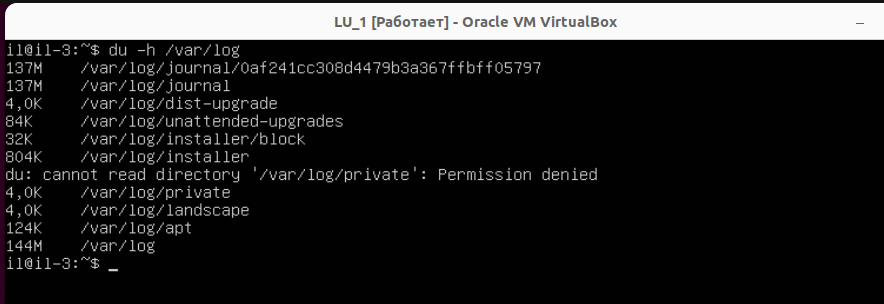 LU_1 [Работает] - Oracle VM VirtualBox
il@il-3:~$ du -h /var/log
137M /var/log/journal/0af241cc308d4479b3a367ffbff05797
137M /var/log/journal
4,0K /var/log/dist-upgrade
84K /var/log/unattended-upgrades
32K /var/log/installer/block
804K /var/log/installer
du: cannot read directory '/var/log/private': Permission denied
4,0K /var/log/private
4,0K /var/log/landscape
124K /var/log/apt
144M /var/log
il@il-3:~$ _